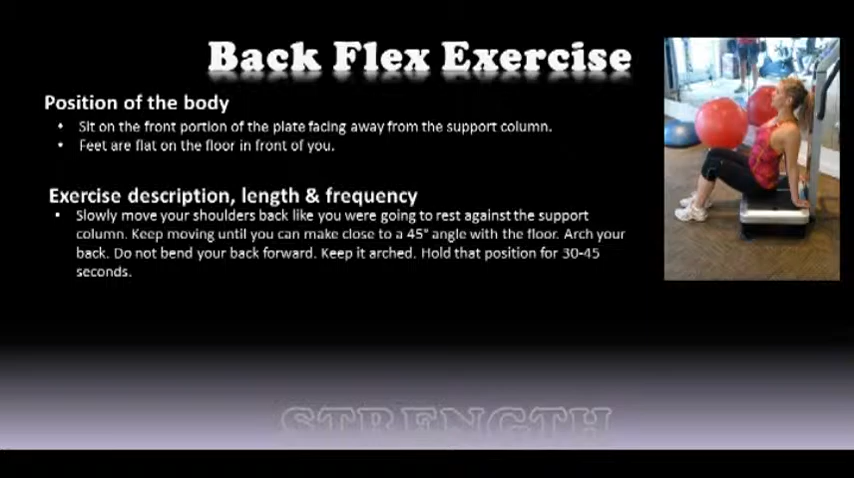 Back Flex Exercise
Position of the body
• Sit on the front portion of the plate facing away from the support column.
• Feet are flat on the floor in front of you.
Exercise description, length & frequency
• Slowly move your shoulders back like you were going to rest against the support
column. Keep moving until you can make close to a 45° angle with the floor. Arch your
back. Do not bend your back forward. Keep it arched. Hold that position for 30-45
seconds.
STRENGTH